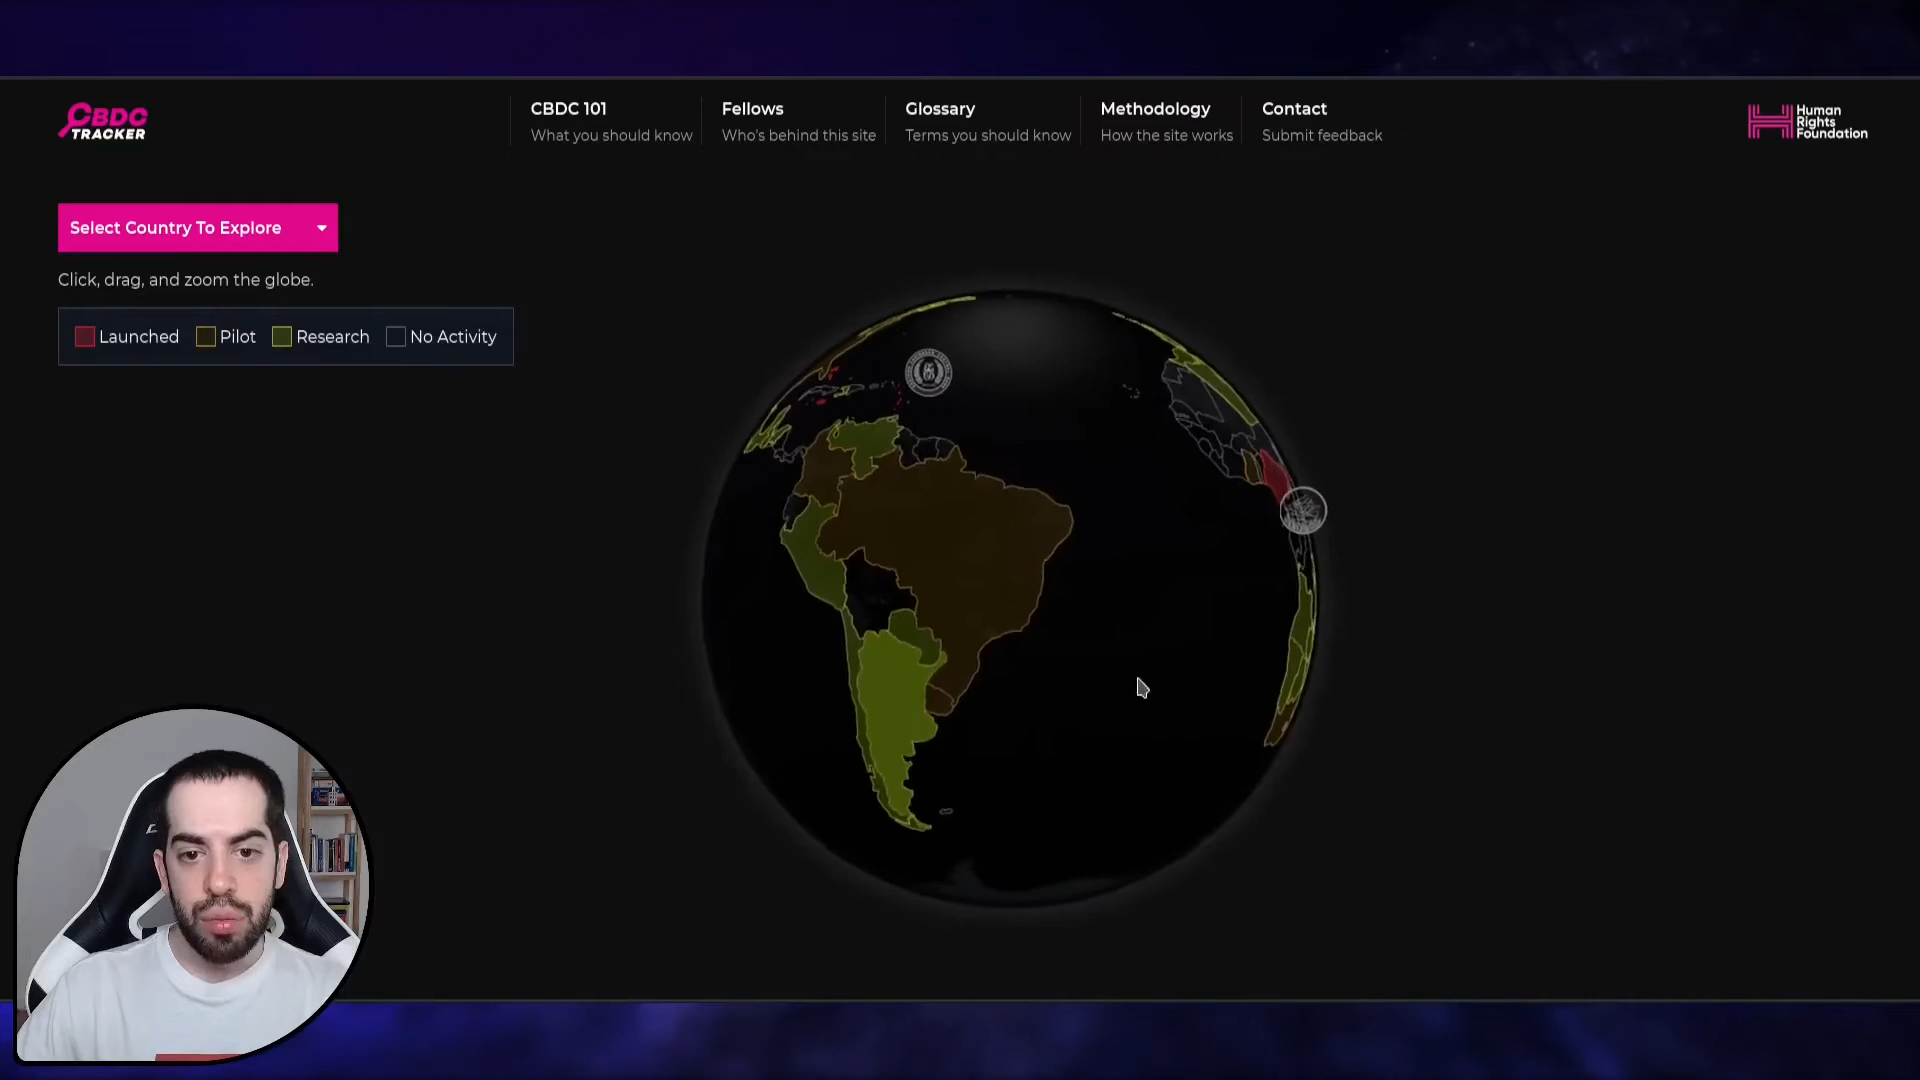 CBDC
TRACKER
CBDC 101
What you should know
Fellows
Who's behind this site
Glossary
Terms you should know
Methodology
How the site works
Contact
Submit feedback
Human
Rights
Foundation
Select Country To Explore
Click, drag, and zoom the globe.
Launched
Pilot
Research
No Activity